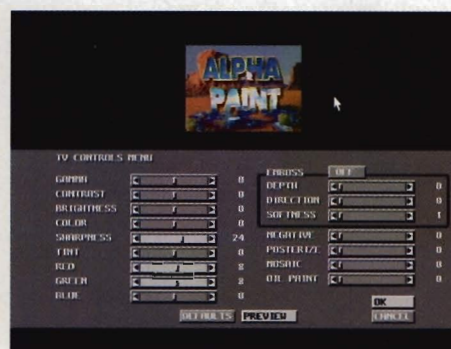 ALPHA
PAINT
TV CONTROLS MENU
GAMMA 0
CONTRAST 0
BRIGHTNESS 0
COLOR 0
SHARPNESS 24
TINT 0
RED 8
GREEN 8
BLUE 0
EMBOSS OFF
DEPTH 0
DIRECTION 0
SOFTNESS 1
NEGATIVE 0
POSTERIZE 0
MOSAIC 0
OIL PAINT 0
DEFAULTS PREVIEW
OK
CANCEL